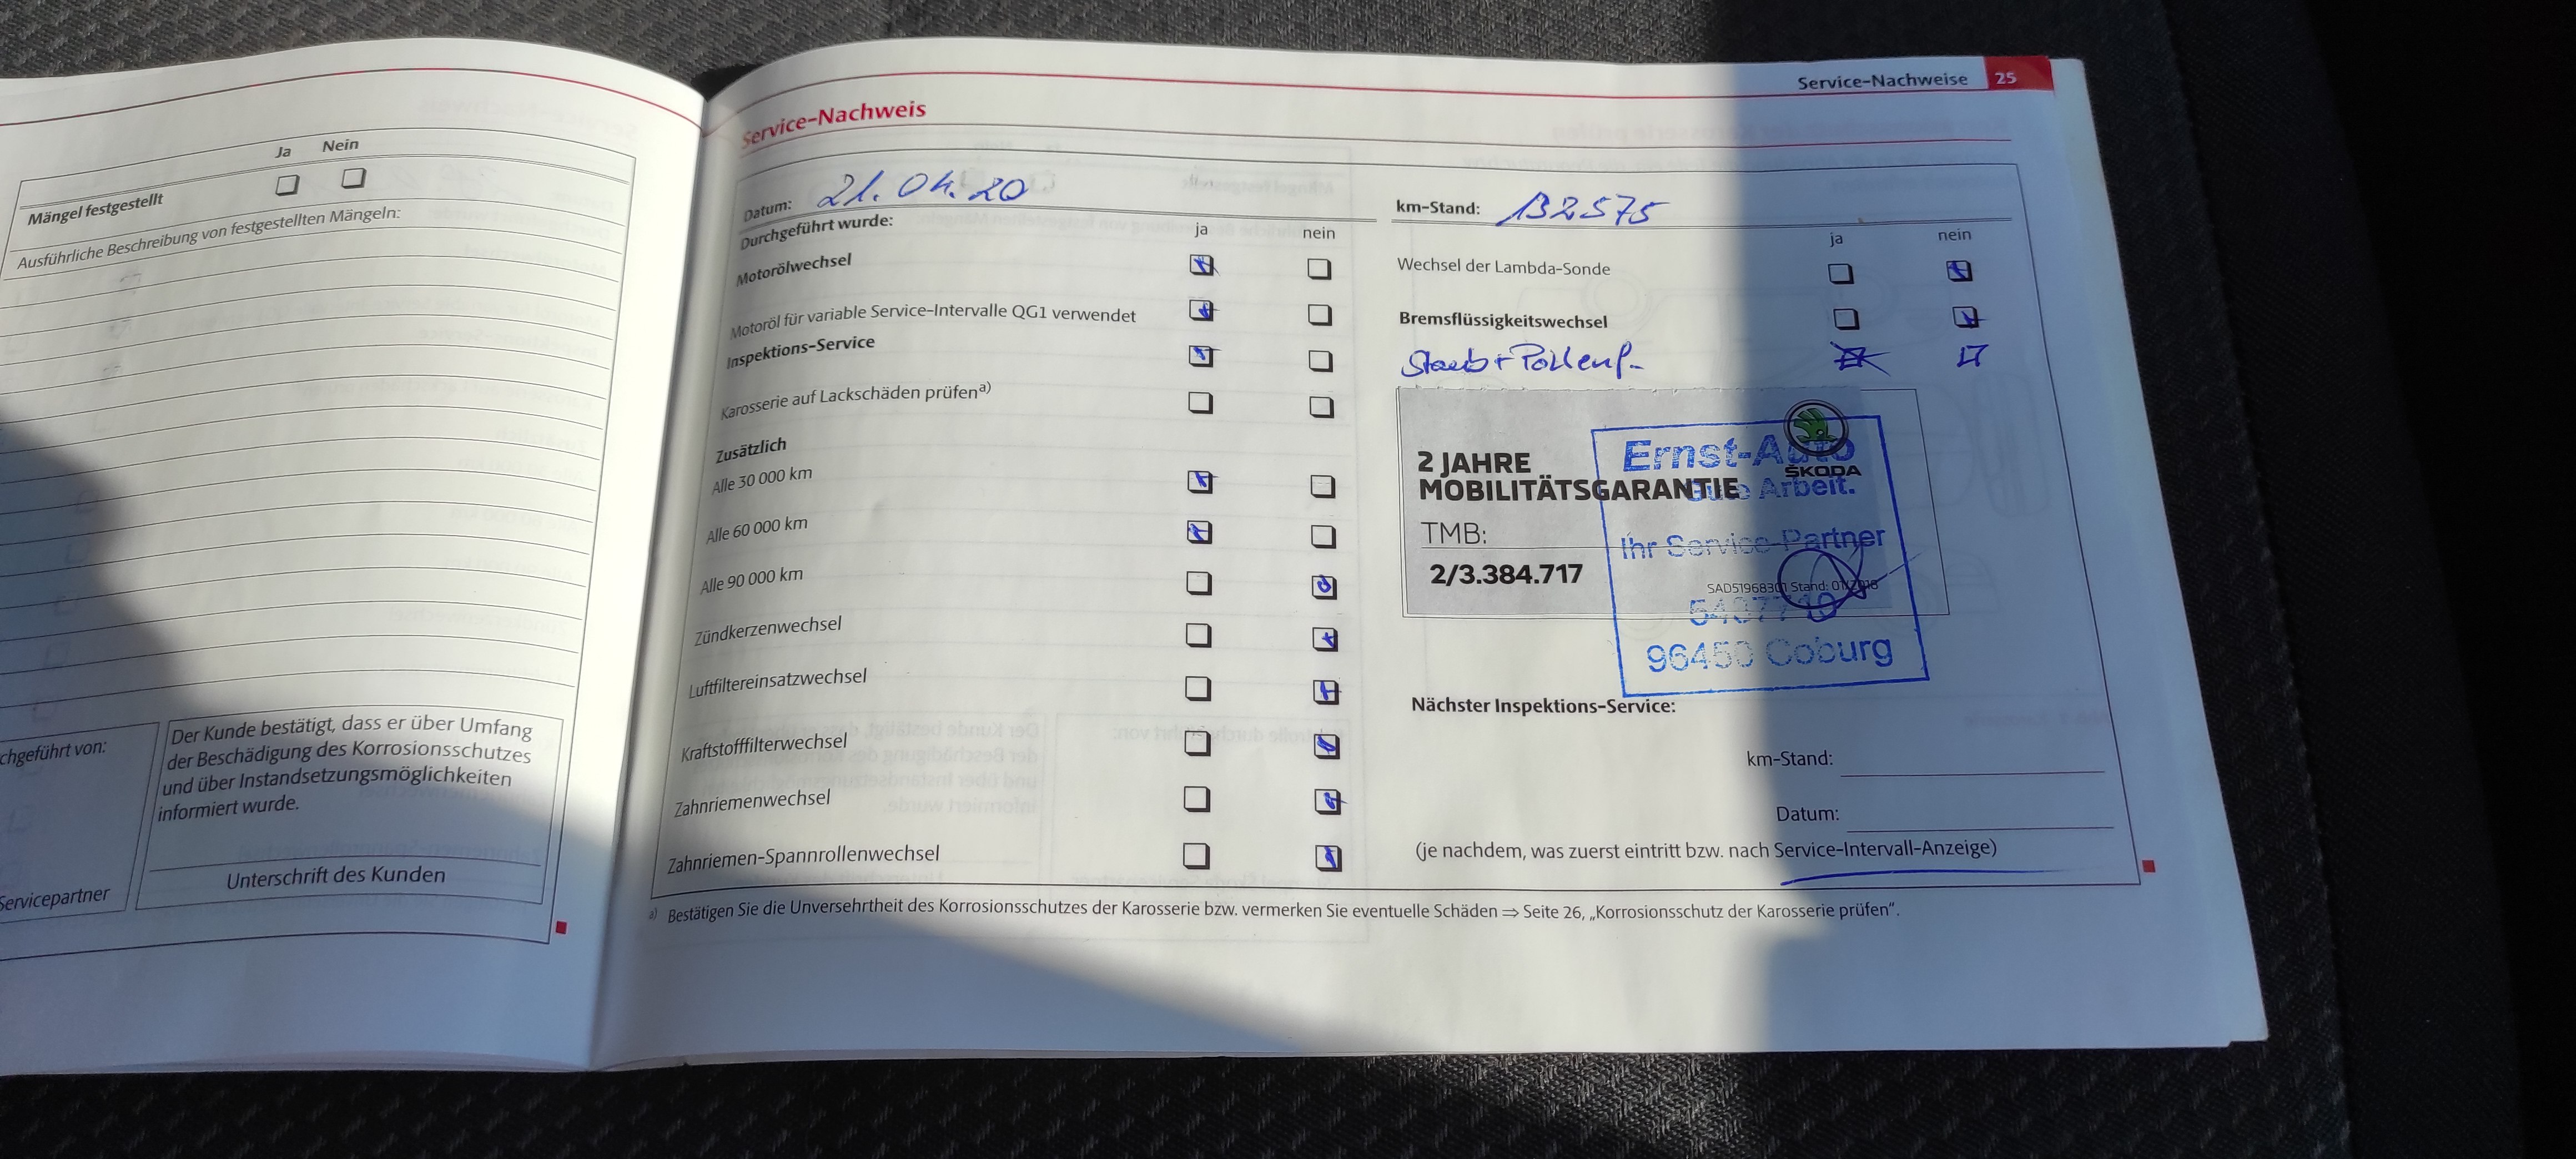 Ja Nein
Mängel festgestellt
Ausführliche Beschreibung von festgestellten Mängeln:
chgeführt von:
Servicepartner
Der Kunde bestätigt, dass er über Umfang
der Beschädigung des Korrosionsschutzes
und über Instandsetzungsmöglichkeiten
informiert wurde.
Unterschrift des Kunden
Service-Nachweise 25
Service-Nachweis
Datum: 21.04.20
Durchgeführt wurde: ja nein
Motorölwechsel
Motoröl für variable Service-Intervalle QG1 verwendet
Inspektions-Service
Karosserie auf Lackschäden prüfen a)
Zusätzlich
Alle 30 000 km
Alle 60 000 km
Alle 90 000 km
Zündkerzenwechsel
Luftfiltereinsatzwechsel
Kraftstofffilterwechsel
Zahnriemenwechsel
Zahnriemen-Spannrollenwechsel
km-Stand: 132575
ja nein
Wechsel der Lambda-Sonde
Bremsflüssigkeitswechsel
Staub + Pollenf.
2 JAHRE
MOBILITÄTSGARANTIE
TMB:
2/3.384.717
ŠKODA
SAD51968301 Stand: 01/2018
Ernst-Auto
Gute Arbeit.
Ihr Service-Partner
96450 Coburg
Nächster Inspektions-Service:
km-Stand:
Datum:
(je nachdem, was zuerst eintritt bzw. nach Service-Intervall-Anzeige)
a) Bestätigen Sie die Unversehrtheit des Korrosionsschutzes der Karosserie bzw. vermerken Sie eventuelle Schäden ⇒ Seite 26, „Korrosionsschutz der Karosserie prüfen“.